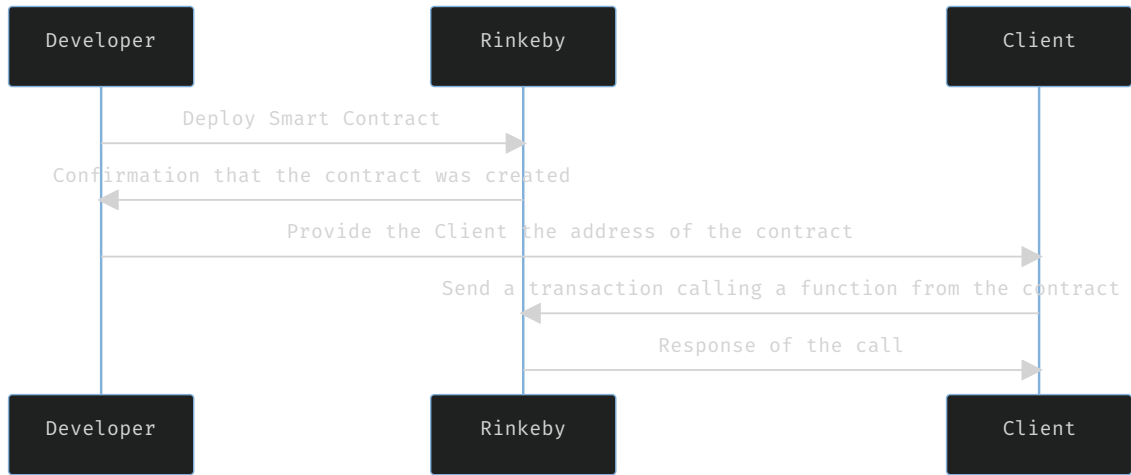 Developer
Rinkeby
Client
Deploy Smart Contract
Confirmation that the contract was created
Provide the Client the address of the contract
Send a transaction calling a function from the contract
Response of the call
Developer
Rinkeby
Client